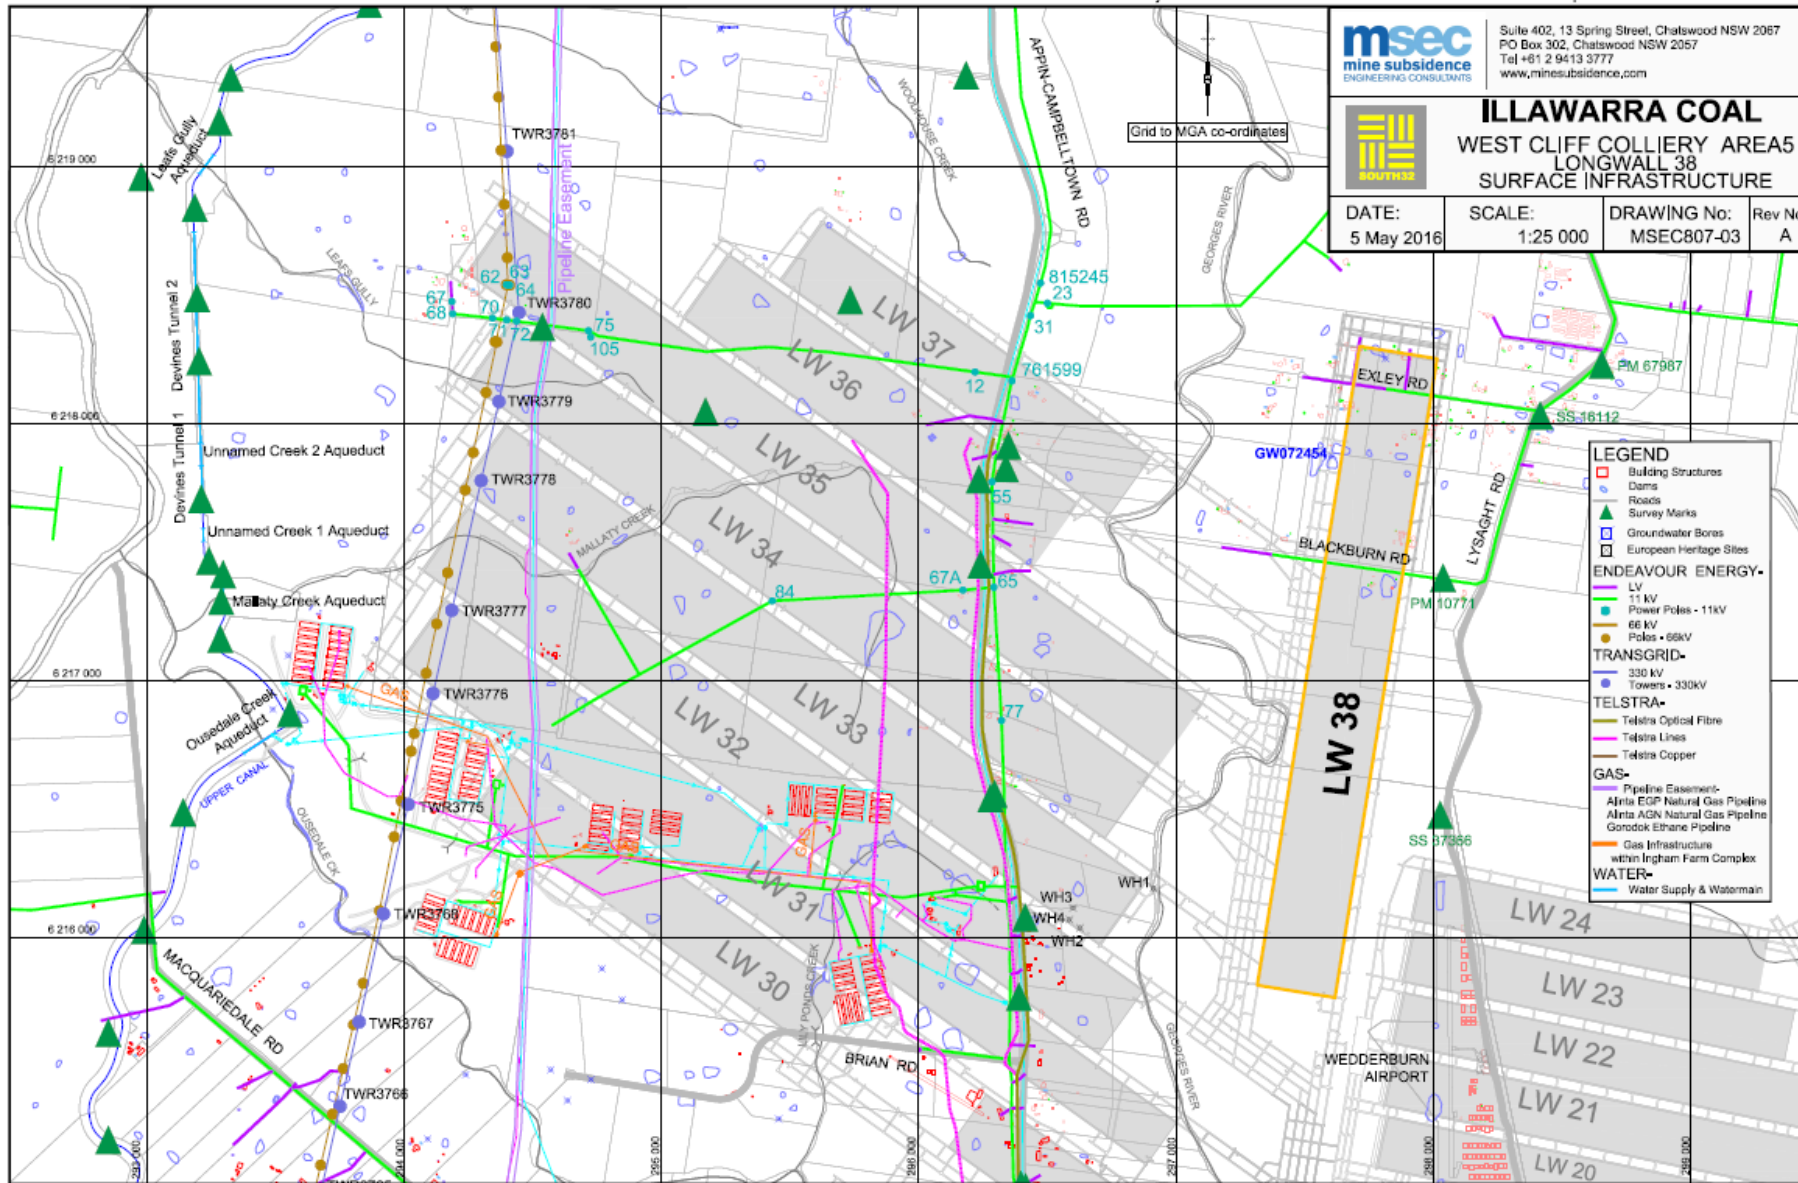 msec
mine subsidence
ENGINEERING CONSULTANTS
Suite 402, 13 Spring Street, Chatswood NSW 2067
PO Box 302, Chatswood NSW 2057
Tel +61 2 9413 3777
www.minesubsidence.com
SOUTH32
ILLAWARRA COAL
WEST CLIFF COLLIERY AREA5
LONGWALL 38
SURFACE INFRASTRUCTURE
DATE:
5 May 2016
SCALE:
1:25 000
DRAWING No:
MSEC807-03
A
Grid to MGA co-ordinates
APPIN-CAMPBELLTOWN RD
WOOLHOUSE CREEK
GEORGES RIVER
Leafs Gully
Aqueduct
6 219 000
TWR3781
Pipeline Easement
LEAFS GULLY
62
63
64
67
68
70
71
72
TWR3780
75
105
815245
23
31
LW 37
LW 36
12
761599
Devines Tunnel 2
TWR3779
6 218 000
Devines Tunnel 1
Unnamed Creek 2 Aqueduct
TWR3778
LW 35
55
EXLEY RD
PM 67987
SS 16112
GW072454
LYSAGHT RD
Unnamed Creek 1 Aqueduct
MALLATY CREEK
LW 34
BLACKBURN RD
67A
65
84
PM 10771
Mallaty Creek Aqueduct
TWR3777
6 217 000
TWR3776
GAS
Ousedale Creek
Aqueduct
LW 33
LW 32
77
LW 38
UPPER CANAL
OUSEDALE CK
TWR3775
GAS
SS 87366
LW 31
WH1
WH3
WH4
WH2
TWR3768
GAS
6 216 000
LW 30
LILY PONDS CREEK
MACQUARIEDALE RD
TWR3767
BRIAN RD
GEORGES RIVER
WEDDERBURN
AIRPORT
TWR3766
LW 24
LW 23
LW 22
LW 21
LW 20
293 000
294 000
295 000
296 000
297 000
298 000
299 000
LEGEND
Building Structures
Dams
Roads
Survey Marks
Groundwater Bores
European Heritage Sites
ENDEAVOUR ENERGY-
LV
11 kV
Power Poles - 11kV
66 kV
Poles - 66kV
TRANSGRID-
330 kV
Towers - 330kV
TELSTRA-
Telstra Optical Fibre
Telstra Lines
Telstra Copper
GAS-
Pipeline Easement-
Alinta EGP Natural Gas Pipeline
Alinta AGN Natural Gas Pipeline
Gorodok Ethane Pipeline
Gas Infrastructure
within Ingham Farm Complex
WATER-
Water Supply & Watermain